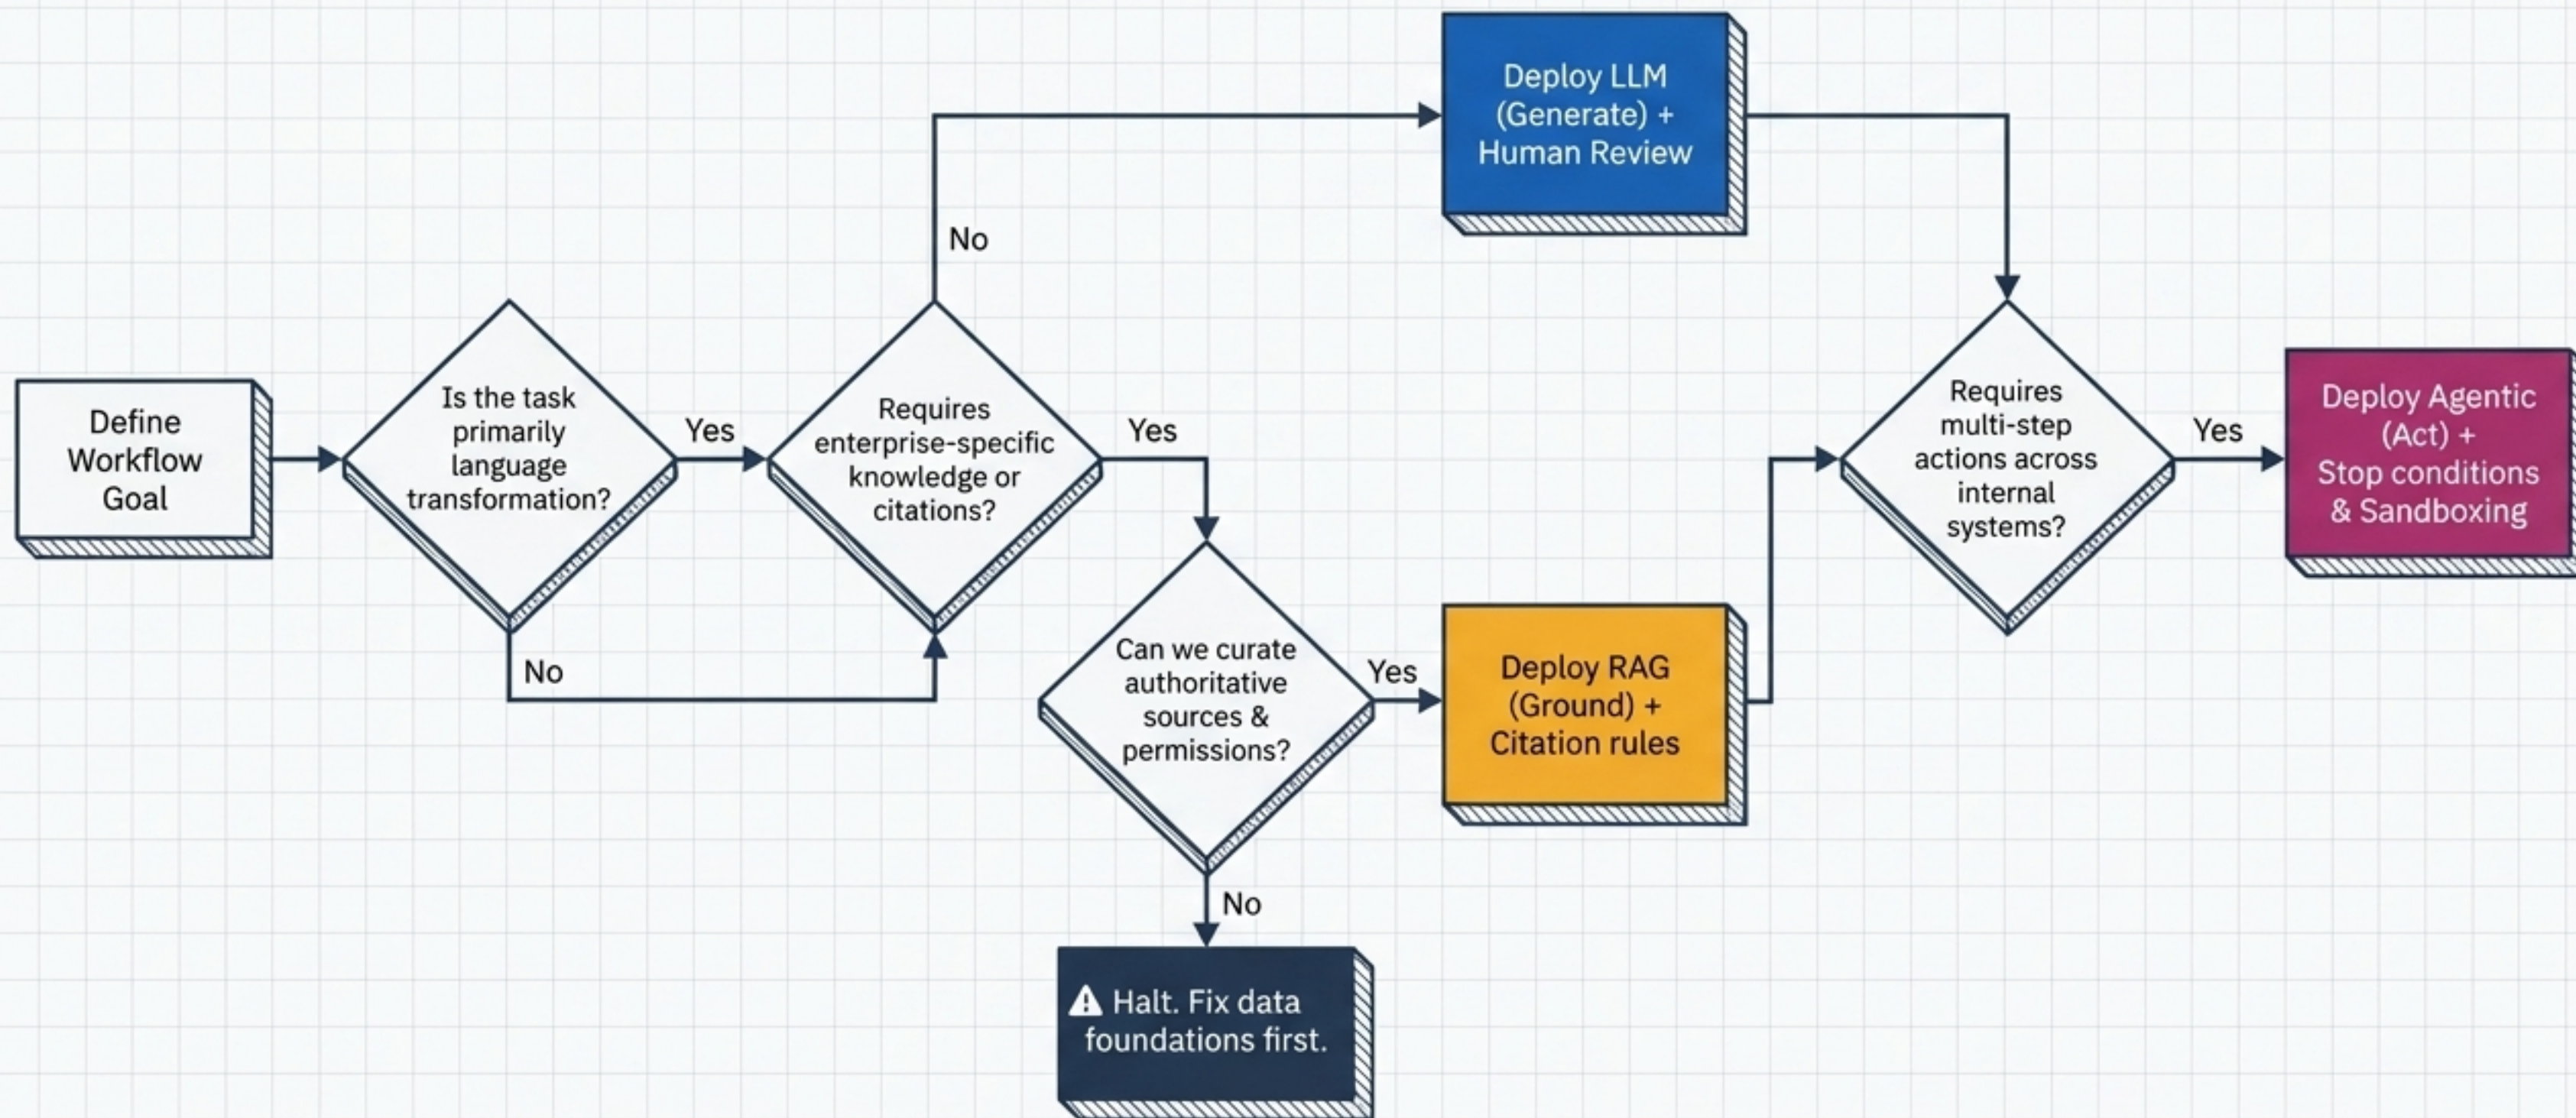 Define
Workflow
Goal
Is the task
primarily
language
transformation?
Yes
No
Requires
enterprise-specific
knowledge or
citations?
No
Yes
Deploy LLM
(Generate) +
Human Review
Can we curate
authoritative
sources &
permissions?
Yes
No
Halt. Fix data
foundations first.
Deploy RAG
(Ground) +
Citation rules
Requires
multi-step
actions across
internal
systems?
Yes
Deploy Agentic
(Act) +
Stop conditions
& Sandboxing